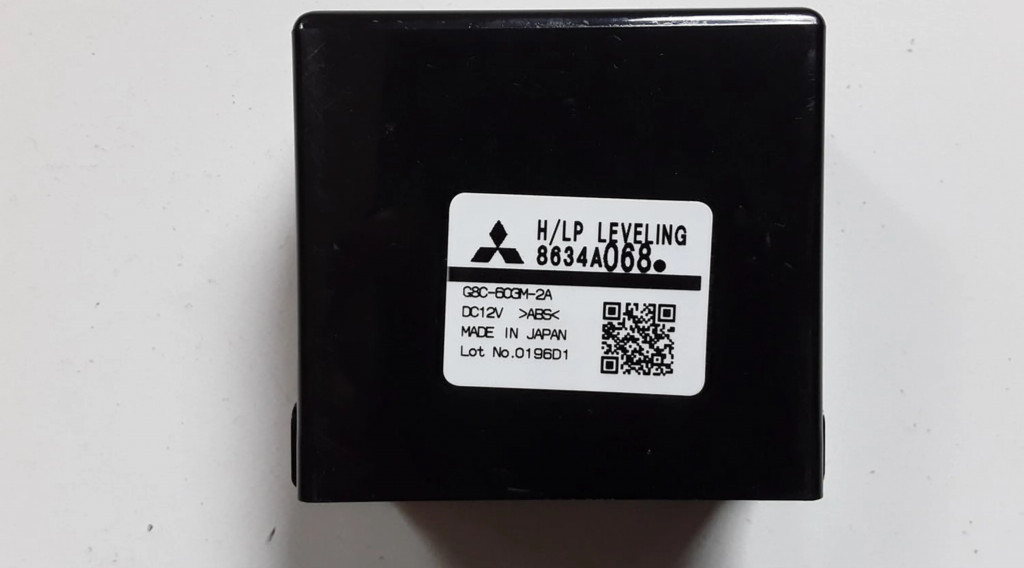 H/LP LEVELING
8634A068●
G8C-603M-2A
DC12V >ABS<
MADE IN JAPAN
Lot No.0196D1